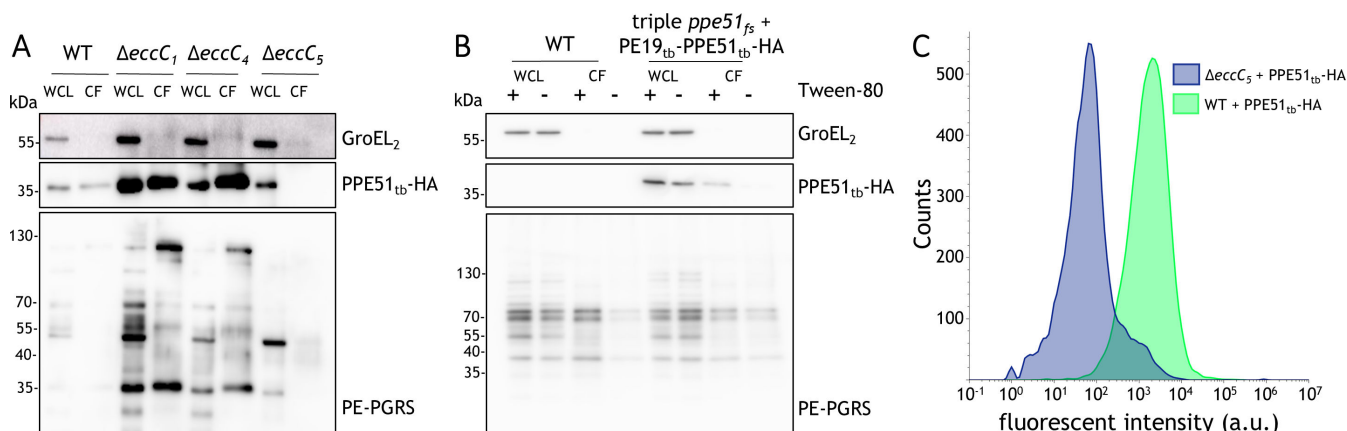 A
WT ΔeccC₁ ΔeccC₄ ΔeccC₅
WCL CF WCL CF WCL CF WCL CF
kDa
55-
GroEL₂
35-
PPE51tb-HA
130-
70-
55-
40-
35-
PE-PGRS
B
WT
triple ppe51fs +
PE19tb-PPE51tb-HA
WCL CF WCL CF
+ - + - + - + -
Tween-80
kDa
55-
GroEL₂
35-
PPE51tb-HA
130-
70-
55-
40-
35-
PE-PGRS
C
ΔeccC₅ + PPE51tb-HA
WT + PPE51tb-HA
500
400
300
200
100
Counts
10⁻¹ 10⁰ 10¹ 10² 10³ 10⁴ 10⁵ 10⁶ 10⁷
fluorescent intensity (a.u.)